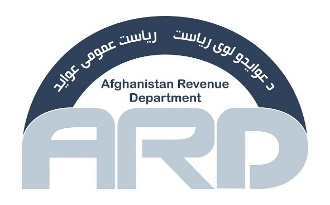 د عوایدو لوی ریاست    ریاست عمومی عواید
Afghanistan Revenue
Department
ARD